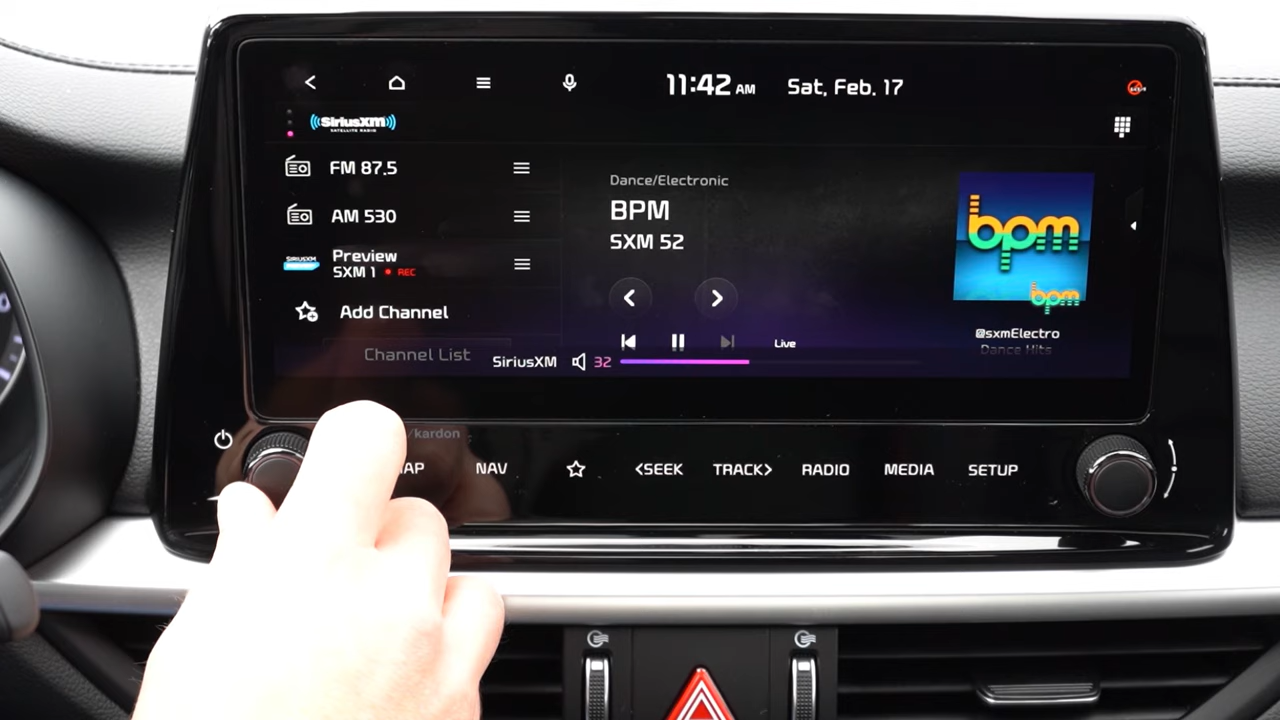 11:42 AM Sat, Feb. 17
SiriusXM
SATELLITE RADIO
FM 87.5
AM 530
SIRIUSXM
Preview
SXM 1 REC
Add Channel
Channel List
Dance/Electronic
BPM
SXM 52
Live
SiriusXM 32
bpm
bpm
@sxmElectro
Dance Hits
/kardon
AP
NAV
<SEEK
TRACK>
RADIO
MEDIA
SETUP